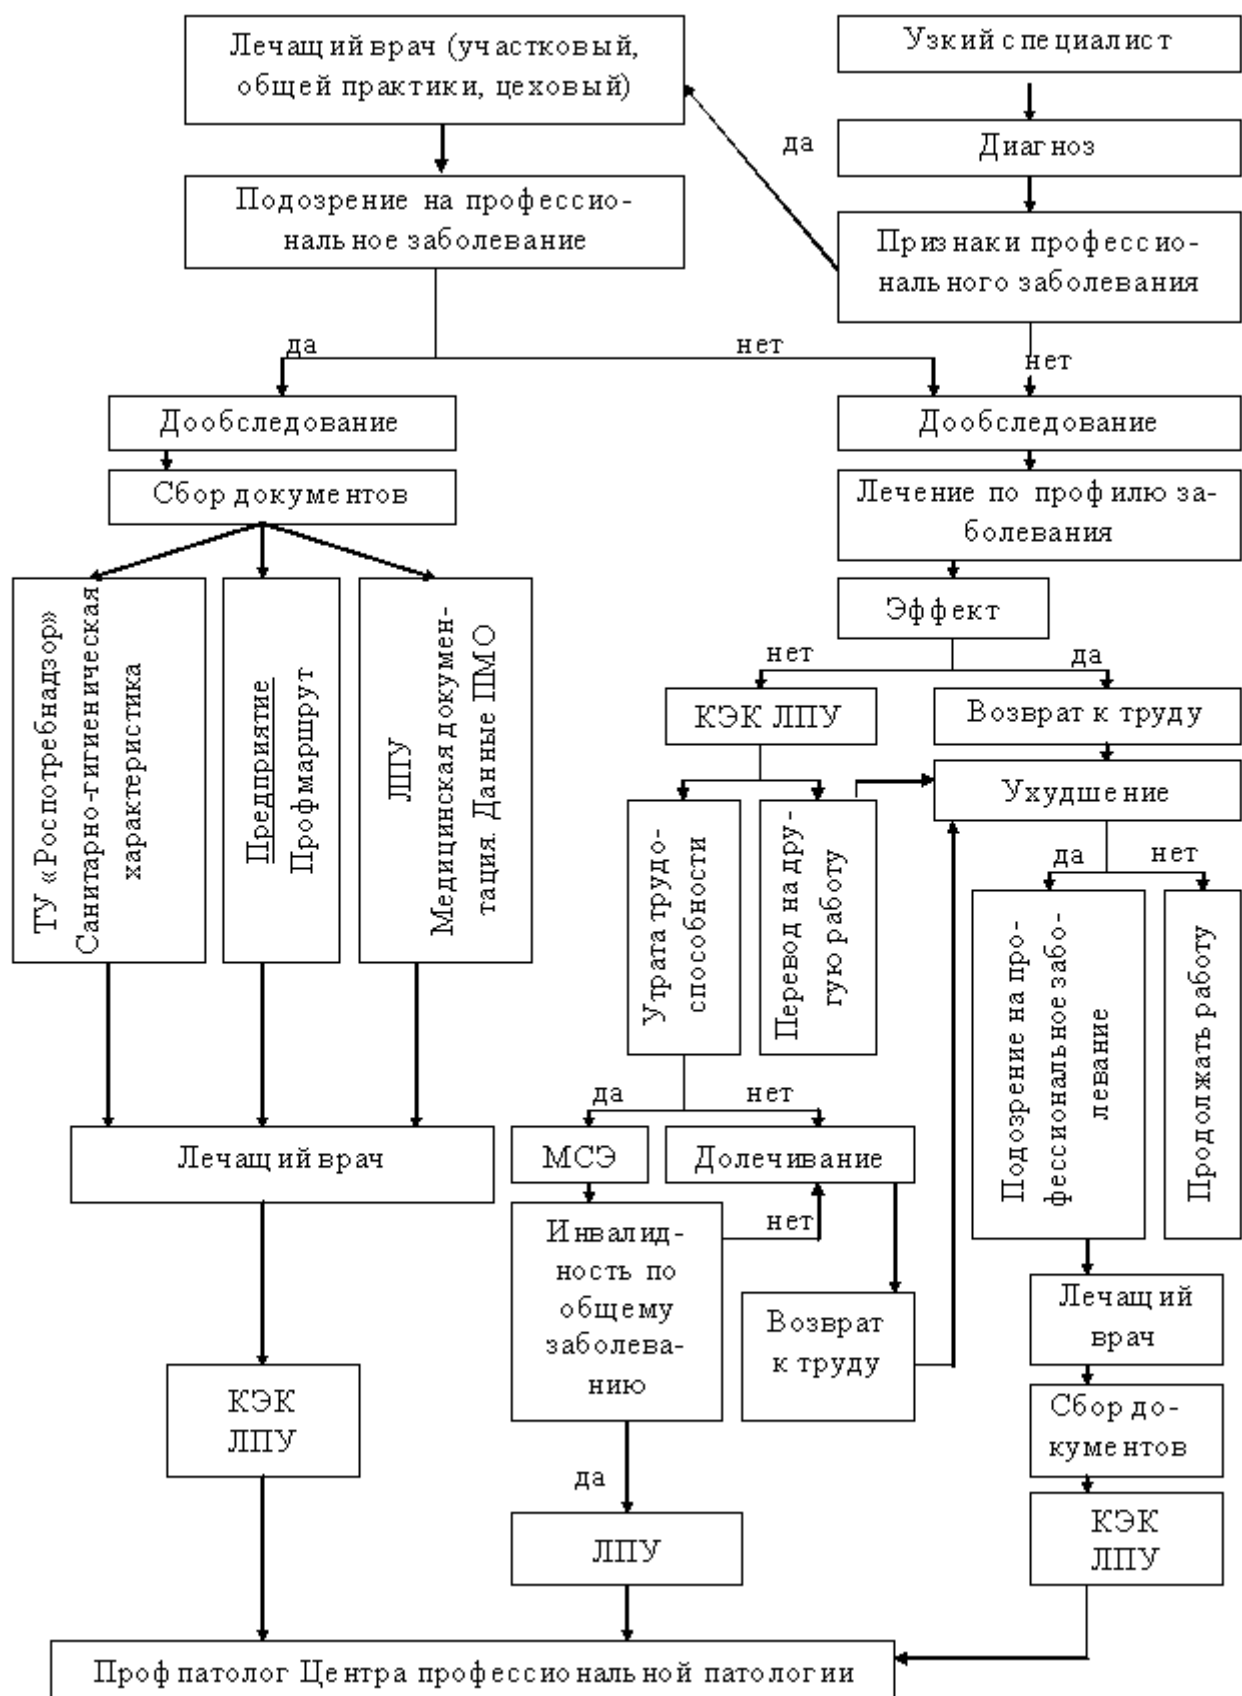 Лечащий врач (участковый,
общей практики, цеховый)
Узкий специалист
да
Диагноз
Подозрение на профессио-
нальное заболевание
Признаки профессио-
нального заболевания
да
нет
нет
Дообследование
Дообследование
Сбор документов
Лечение по профилю за-
болевания
Эффект
ТУ «Роспотребнадзор»
Санитарно-гигиеническая
характеристика
Предприятие
Профмаршрут
ЛПУ
Медицинская докумен-
тация. Данные ПМО
нет
да
КЭК ЛПУ
Возврат к труду
Ухудшение
Утрата трудо-
способности
Перевод на дру-
гую работу
да
нет
Подозрение на про-
фессиональное забо-
левание
Продолжать работу
да
нет
Лечащий врач
МСЭ
Долечивание
нет
Инвалид-
ность по
общему
заболева-
нию
Возврат
к труду
Лечащий
врач
КЭК
ЛПУ
Сбор до-
кументов
да
ЛПУ
КЭК
ЛПУ
Профпатолог Центра профессиональной патологии